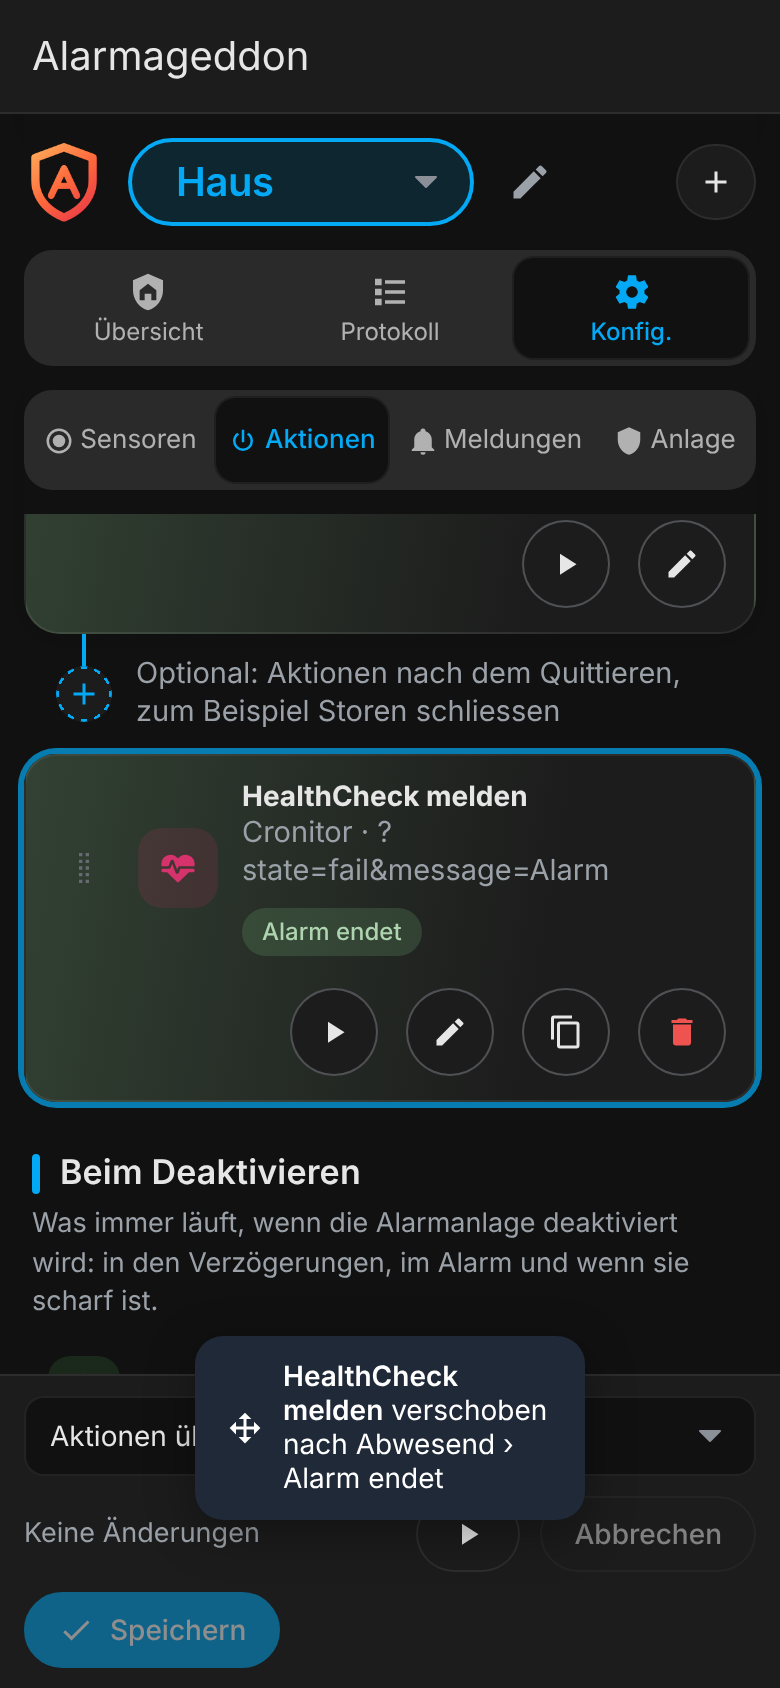 Alarmageddon
Haus
Übersicht
Protokoll
Konfig.
Sensoren
Aktionen
Meldungen
Anlage
Optional: Aktionen nach dem Quittieren,
zum Beispiel Storen schliessen
HealthCheck melden
Cronitor · ?
state=fail&message=Alarm
Alarm endet
Beim Deaktivieren
Was immer läuft, wenn die Alarmanlage deaktiviert
wird: in den Verzögerungen, im Alarm und wenn sie
scharf ist.
HealthCheck
melden verschoben
nach Abwesend ›
Alarm endet
Aktionen
Keine Änderungen
Abbrechen
Speichern